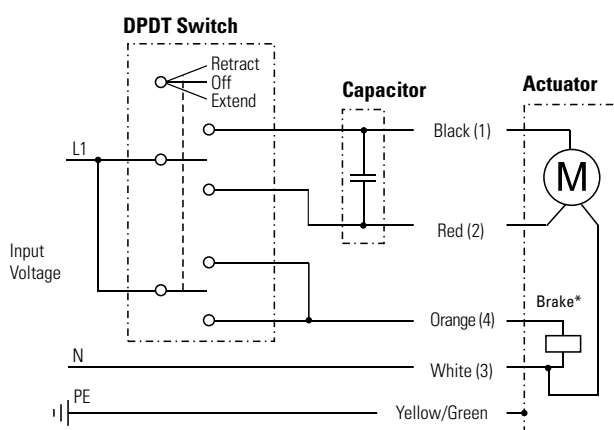 DPDT Switch
Retract
Off
Extend
Capacitor
Actuator
Black (1)
L1
M
Red (2)
Input
Voltage
Brake*
Orange (4)
N
White (3)
PE
Yellow/Green